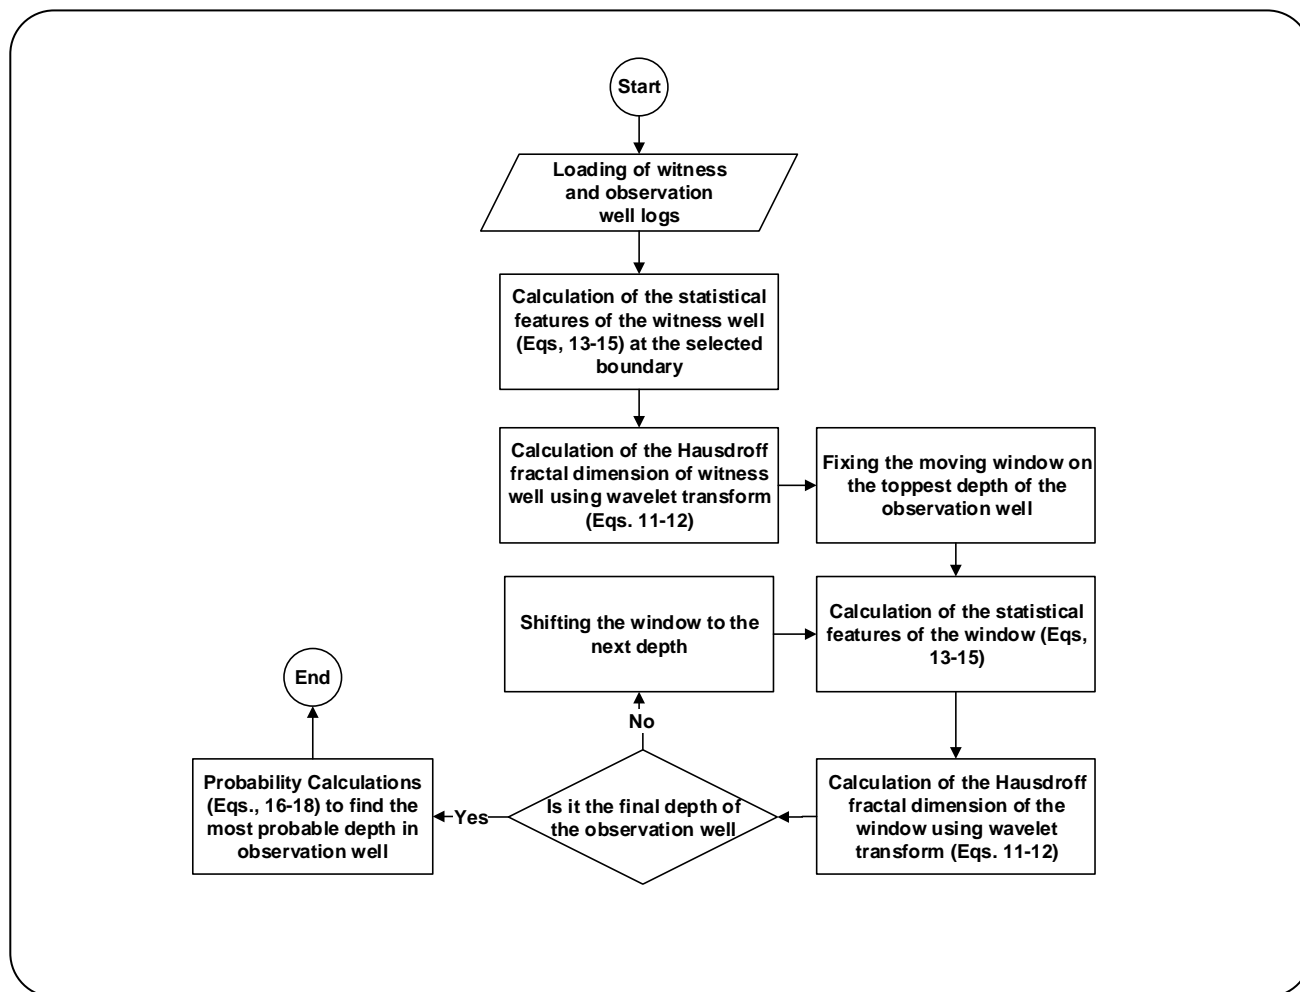 Start
Loading of witness
and observation
well logs
Calculation of the statistical
features of the witness well
(Eqs, 13-15) at the selected
boundary
Calculation of the Hausdroff
fractal dimension of witness
well using wavelet transform
(Eqs. 11-12)
Fixing the moving window on
the toppest depth of the
observation well
Shifting the window to the
next depth
Calculation of the statistical
features of the window (Eqs,
13-15)
End
No
Probability Calculations
(Eqs., 16-18) to find the
most probable depth in
observation well
Yes
Is it the final depth of
the observation well
Calculation of the Hausdroff
fractal dimension of the
window using wavelet
transform (Eqs. 11-12)